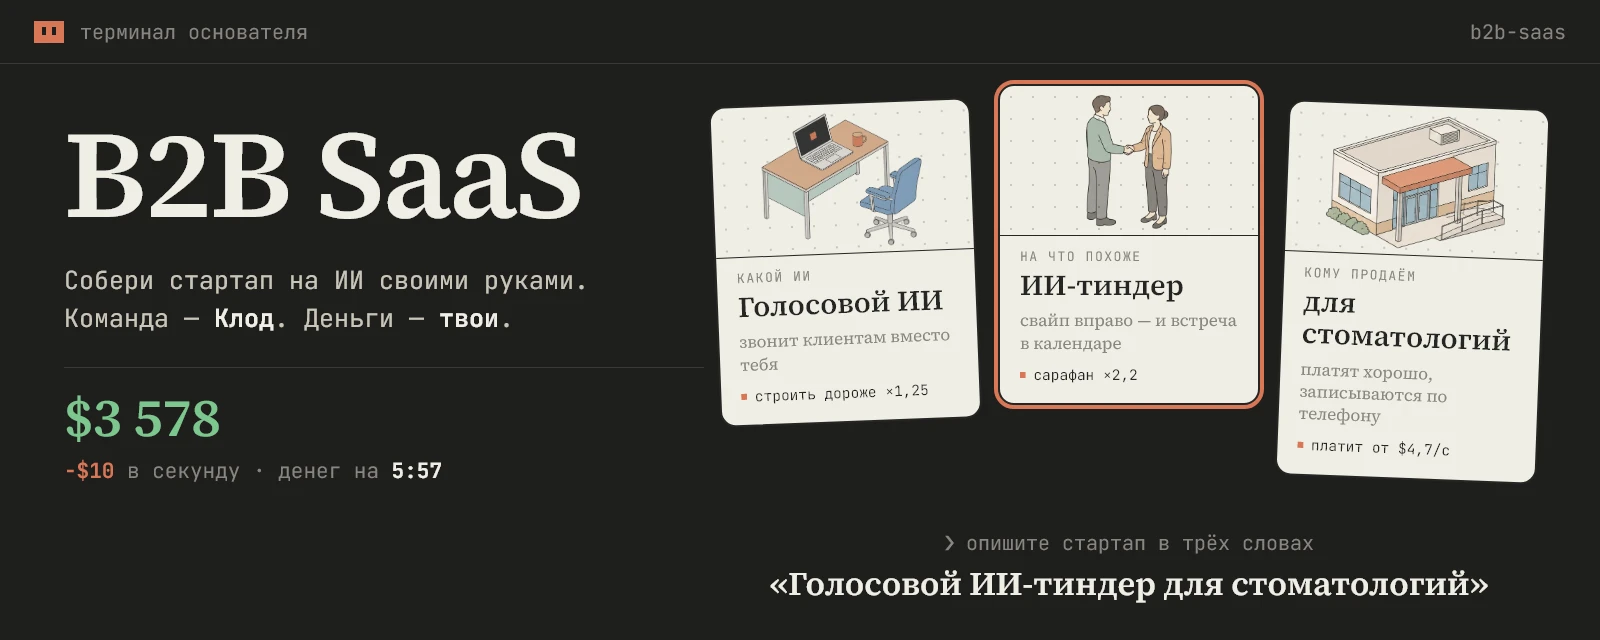 терминал основателя
b2b-saas
B2B SaaS
Собери стартап на ИИ своими руками.
Команда — Клод. Деньги — твои.
$3 578
-$10 в секунду · денег на 5:57
КАКОЙ ИИ
Голосовой ИИ
звонит клиентам вместо
тебя
строить дороже ×1,25
НА ЧТО ПОХОЖЕ
ИИ-тиндер
свайп вправо — и встреча
в календаре
сарафан ×2,2
КОМУ ПРОДАЁМ
для
стоматологий
платят хорошо,
записываются по
телефону
платит от $4,7/с
❯ опишите стартап в трёх словах
«Голосовой ИИ-тиндер для стоматологий»